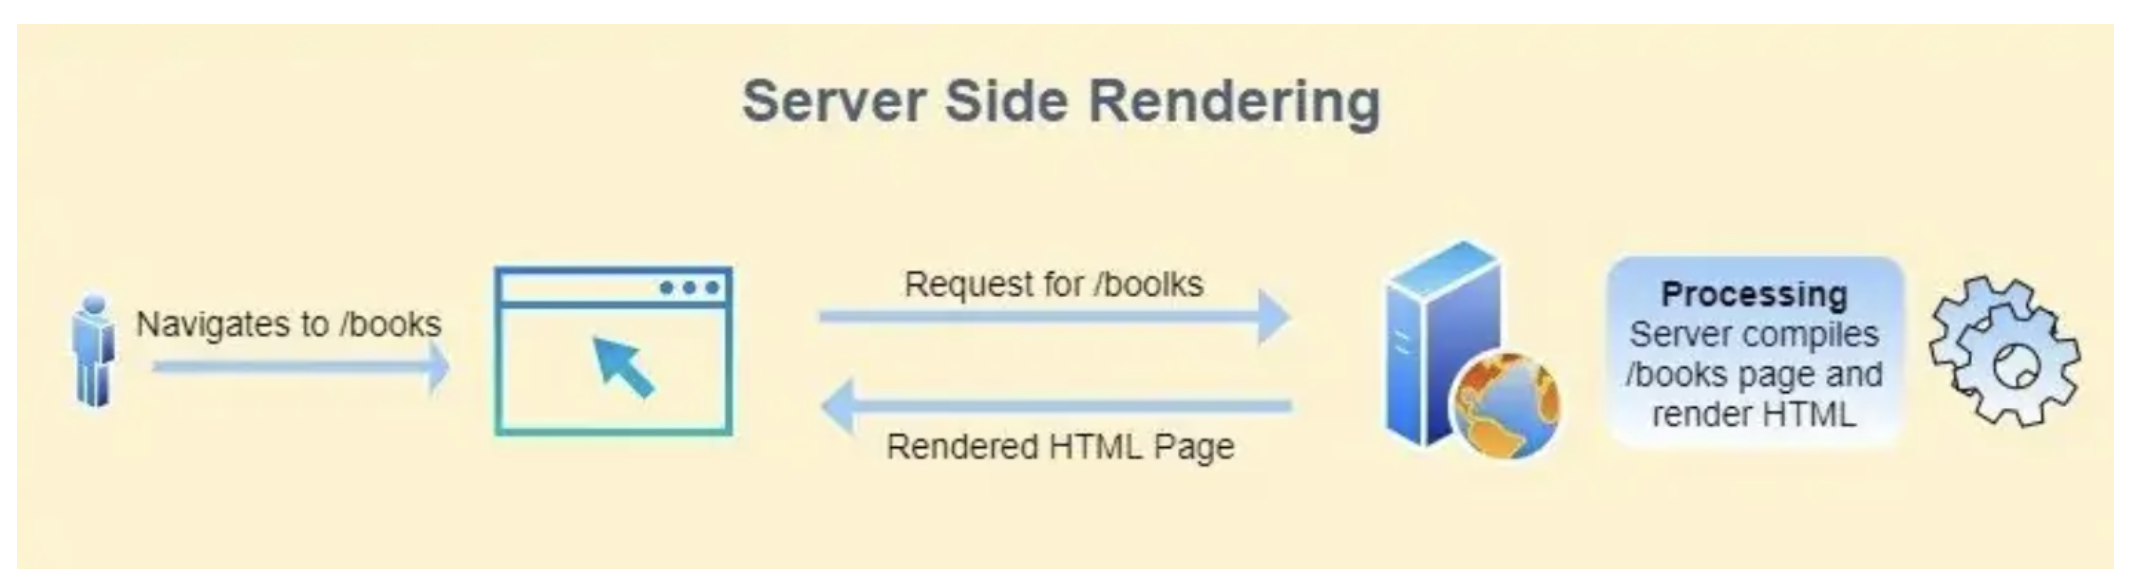 Server Side Rendering
Navigates to /books
Request for /boolks
Rendered HTML Page
Processing
Server compiles
/books page and
render HTML